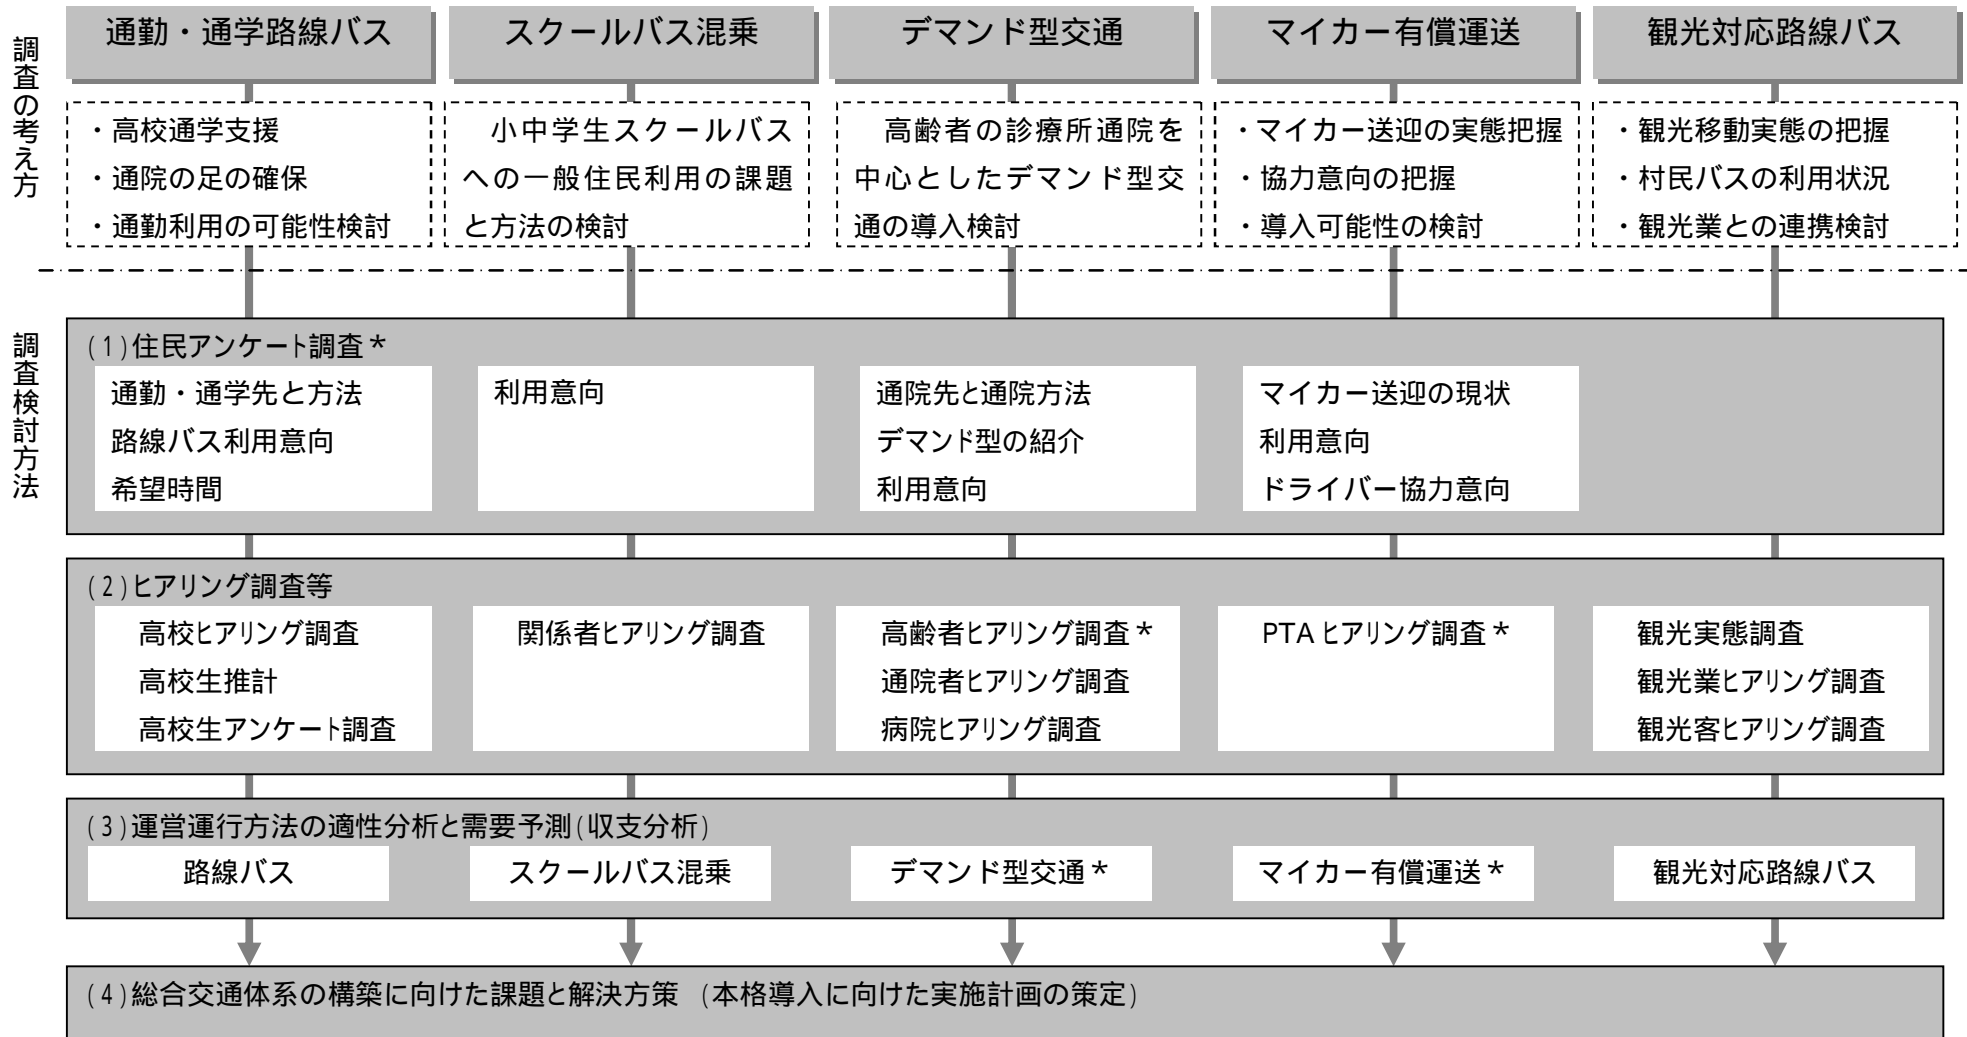 調査の考え方
通勤・通学路線バス
スクールバス混乗
デマンド型交通
マイカー有償運送
観光対応路線バス
・高校通学支援
・通院の足の確保
・通勤利用の可能性検討
小中学生スクールバス
への一般住民利用の課題
と方法の検討
高齢者の診療所通院を
中心としたデマンド型交
通の導入検討
・マイカー送迎の実態把握
・協力意向の把握
・導入可能性の検討
・観光移動実態の把握
・村民バスの利用状況
・観光業との連携検討
調査検討方法
(1)住民アンケート調査*
通勤・通学先と方法
路線バス利用意向
希望時間
利用意向
通院先と通院方法
デマンド型の紹介
利用意向
マイカー送迎の現状
利用意向
ドライバー協力意向
(2)ヒアリング調査等
高校ヒアリング調査
高校生推計
高校生アンケート調査
関係者ヒアリング調査
高齢者ヒアリング調査*
通院者ヒアリング調査
病院ヒアリング調査
PTAヒアリング調査*
観光実態調査
観光業ヒアリング調査
観光客ヒアリング調査
(3)運営運行方法の適性分析と需要予測(収支分析)
路線バス
スクールバス混乗
デマンド型交通*
マイカー有償運送*
観光対応路線バス
(4)総合交通体系の構築に向けた課題と解決方策 (本格導入に向けた実施計画の策定)